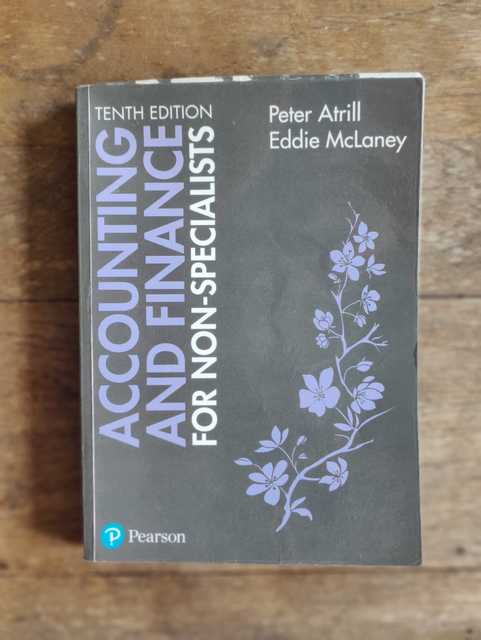 TENTH EDITION
ACCOUNTING
AND FINANCE
FOR NON-SPECIALISTS
Peter Atrill
Eddie McLaney
P Pearson